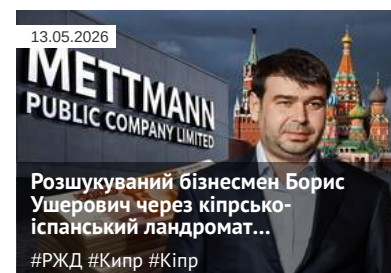 13.05.2026
METTMANN
PUBLIC COMPANY LIMITED
Розшукуваний бізнесмен Борис
Ушерович через кіпрсько-
іспанський ландромат...
#РЖД #Кипр #Кіпр